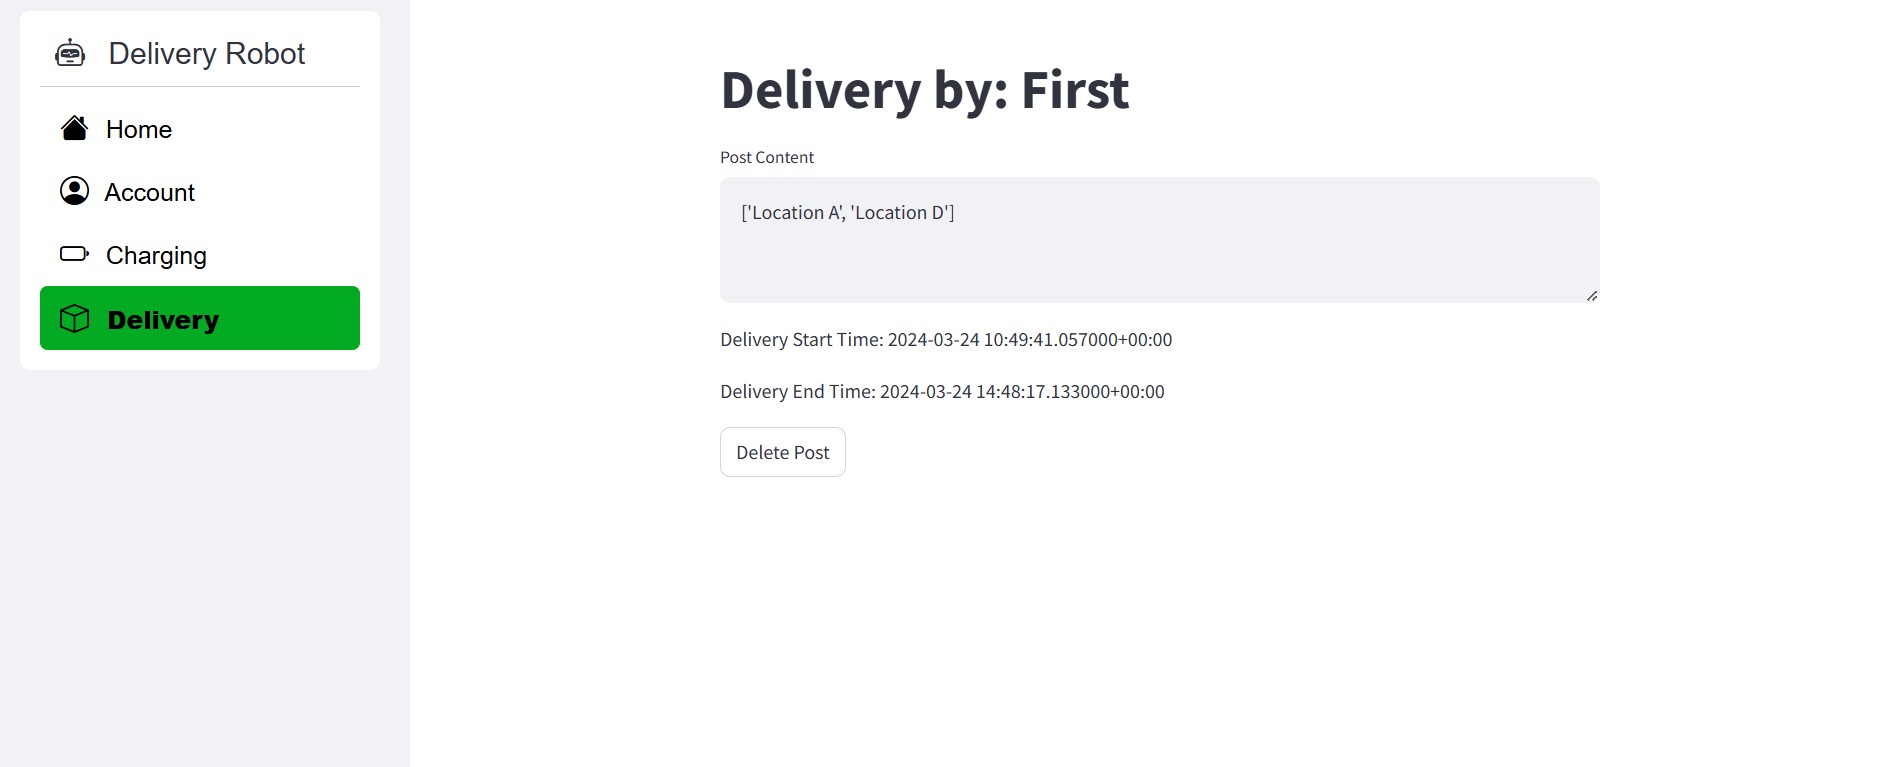 Delivery Robot
Home
Account
Charging
Delivery
Delivery by: First
Post Content
['Location A', 'Location D']
Delivery Start Time: 2024-03-24 10:49:41.057000+00:00
Delivery End Time: 2024-03-24 14:48:17.133000+00:00
Delete Post